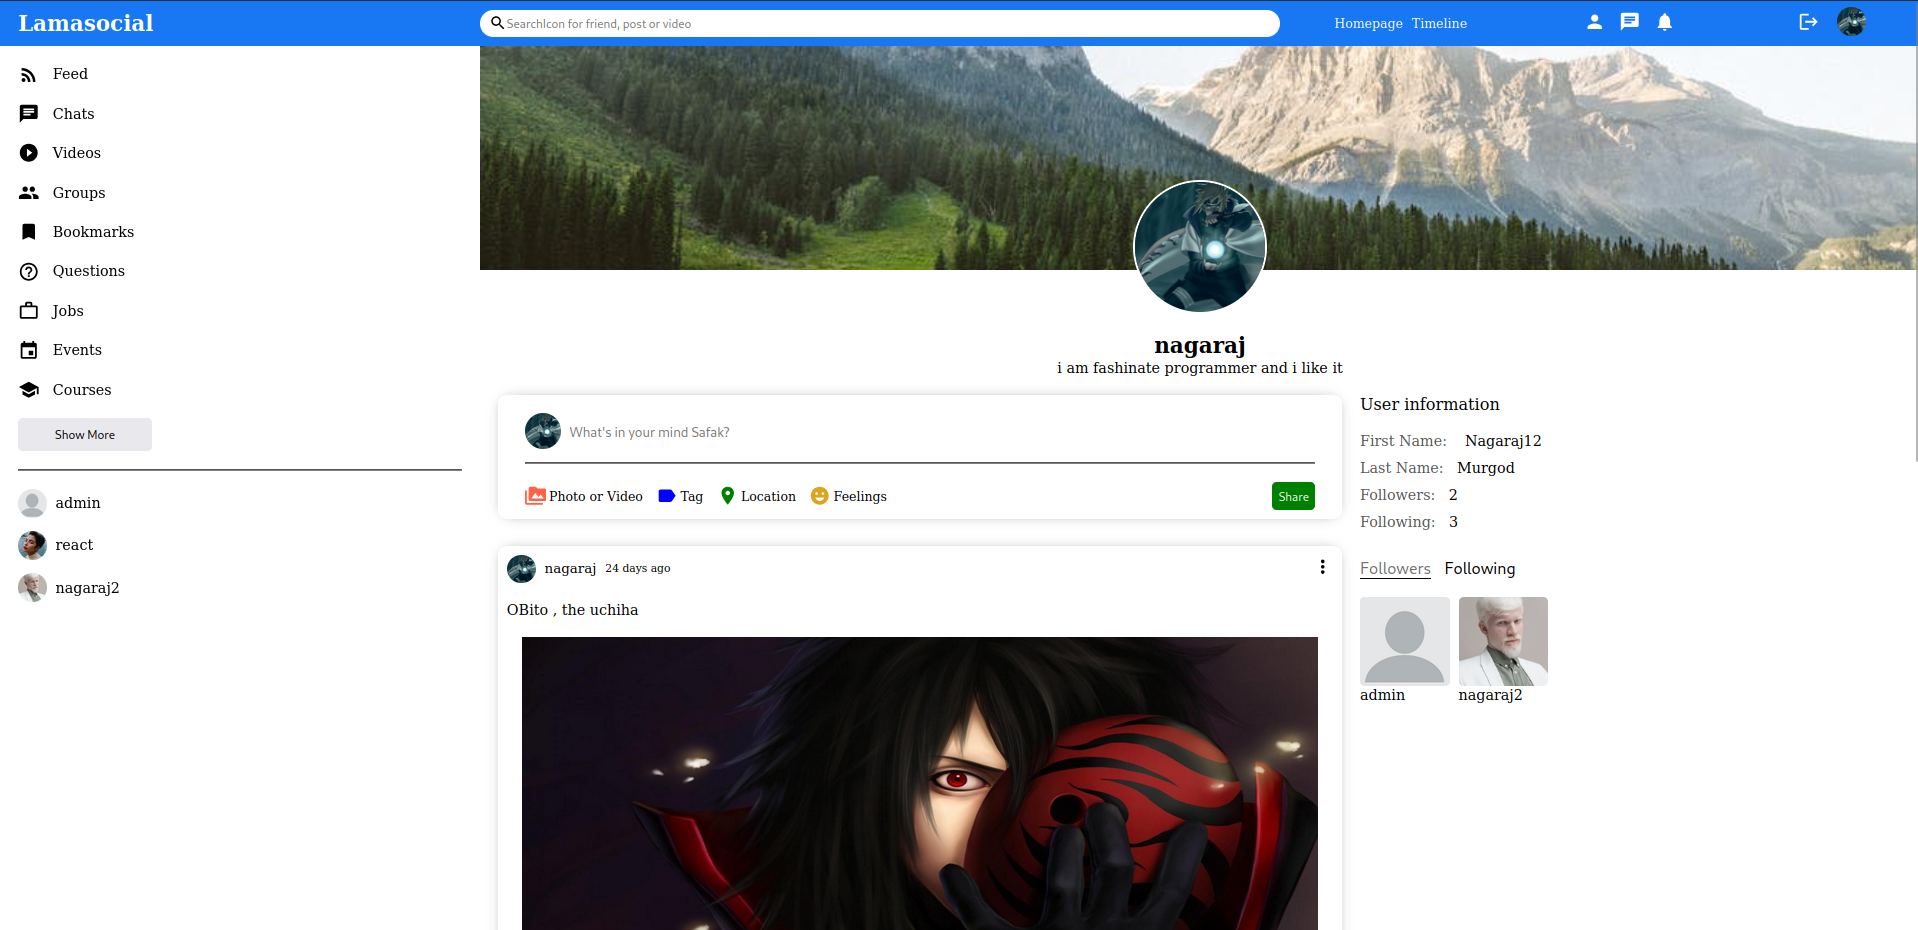 Lamasocial
SearchIcon for friend, post or video
Homepage Timeline
Feed
Chats
Videos
Groups
Bookmarks
Questions
Jobs
Events
Courses
Show More
admin
react
nagaraj2
nagaraj
i am fashinate programmer and i like it
What's in your mind Safak?
Photo or Video Tag Location Feelings Share
nagaraj 24 days ago
OBito , the uchiha
User information
First Name: Nagaraj12
Last Name: Murgod
Followers: 2
Following: 3
Followers Following
admin nagaraj2